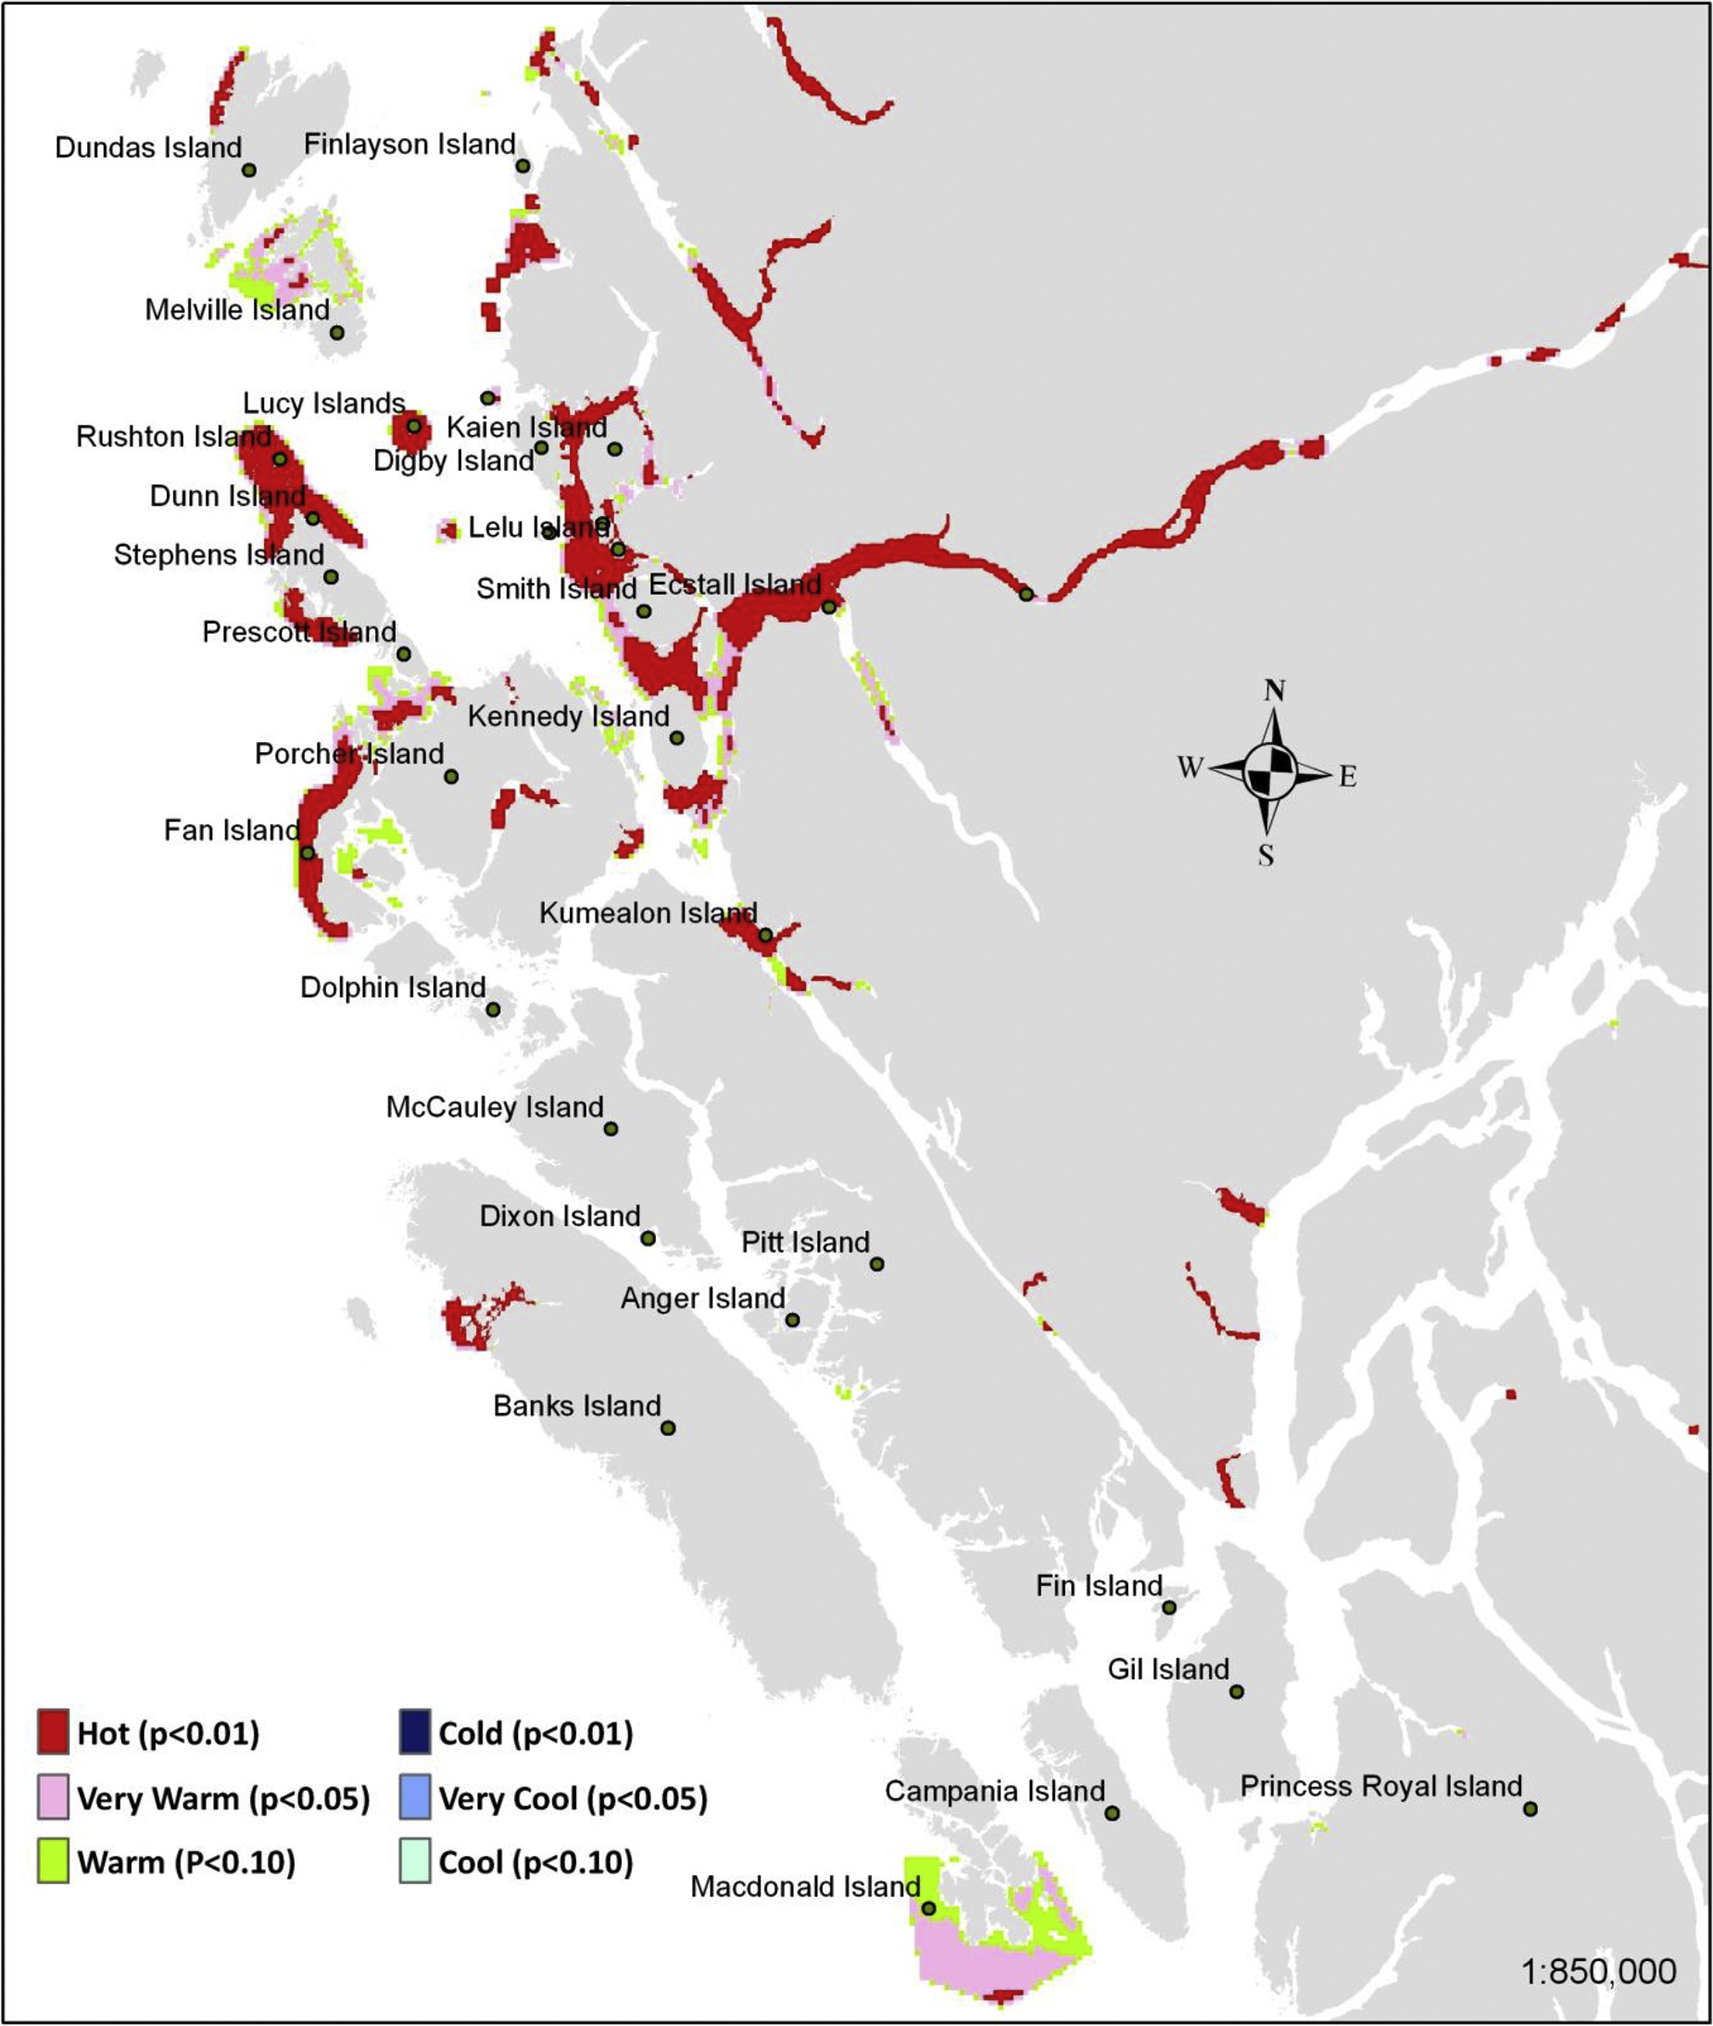 Dundas Island
Finlayson Island
Melville Island
Lucy Islands
Rushton Island
Kaien Island
Digby Island
Dunn Island
Lelu Island
Stephens Island
Smith Island
Ecstall Island
Prescott Island
N
W
E
S
Kennedy Island
Porcher Island
Fan Island
Kumealon Island
Dolphin Island
McCauley Island
Dixon Island
Pitt Island
Anger Island
Banks Island
Fin Island
Gil Island
Campania Island
Princess Royal Island
Macdonald Island
Hot (p<0.01)
Cold (p<0.01)
Very Warm (p<0.05)
Very Cool (p<0.05)
Warm (P<0.10)
Cool (p<0.10)
1:850,000